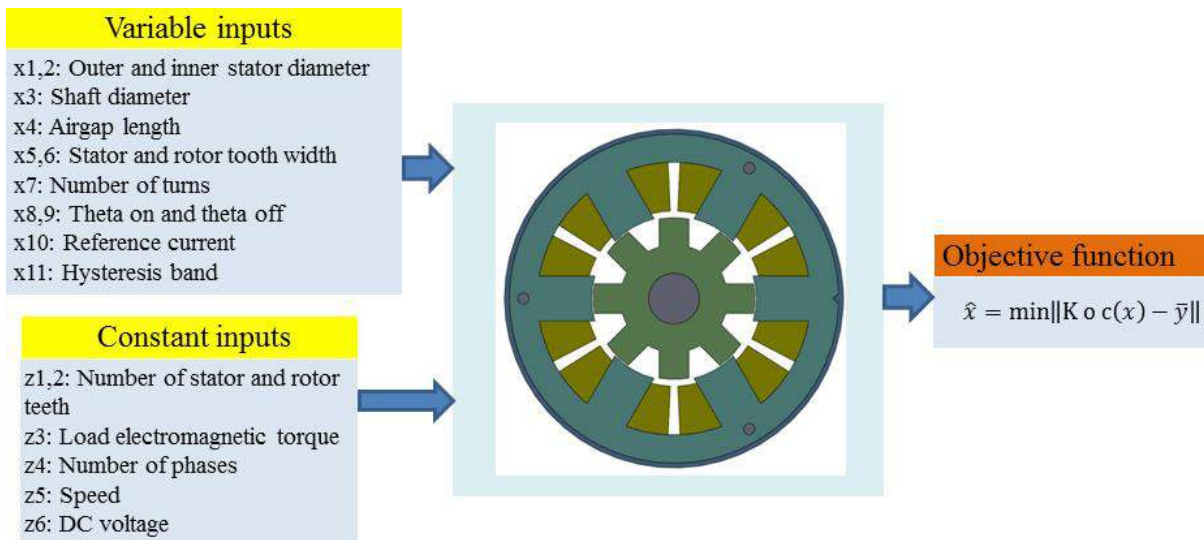 Variable inputs
x1,2: Outer and inner stator diameter
x3: Shaft diameter
x4: Airgap length
x5,6: Stator and rotor tooth width
x7: Number of turns
x8,9: Theta on and theta off
x10: Reference current
x11: Hysteresis band
Constant inputs
z1,2: Number of stator and rotor
teeth
z3: Load electromagnetic torque
z4: Number of phases
z5: Speed
z6: DC voltage
Objective function
x̂ = min‖K o c(x) − ȳ‖